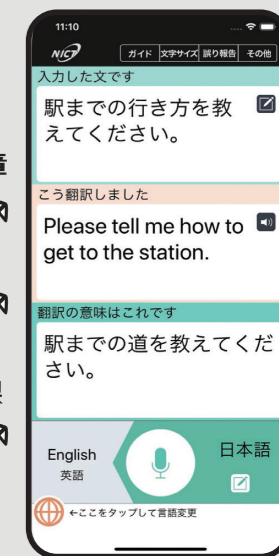 11:10
NICT
ガイド 文字サイズ 誤り報告 その他
入力した文です
駅までの行き方を教
えてください。
こう翻訳しました
Please tell me how to
get to the station.
翻訳の意味はこれです
駅までの道を教えてくだ
さい。
English
英語
日本語
←ここをタップして言語変更